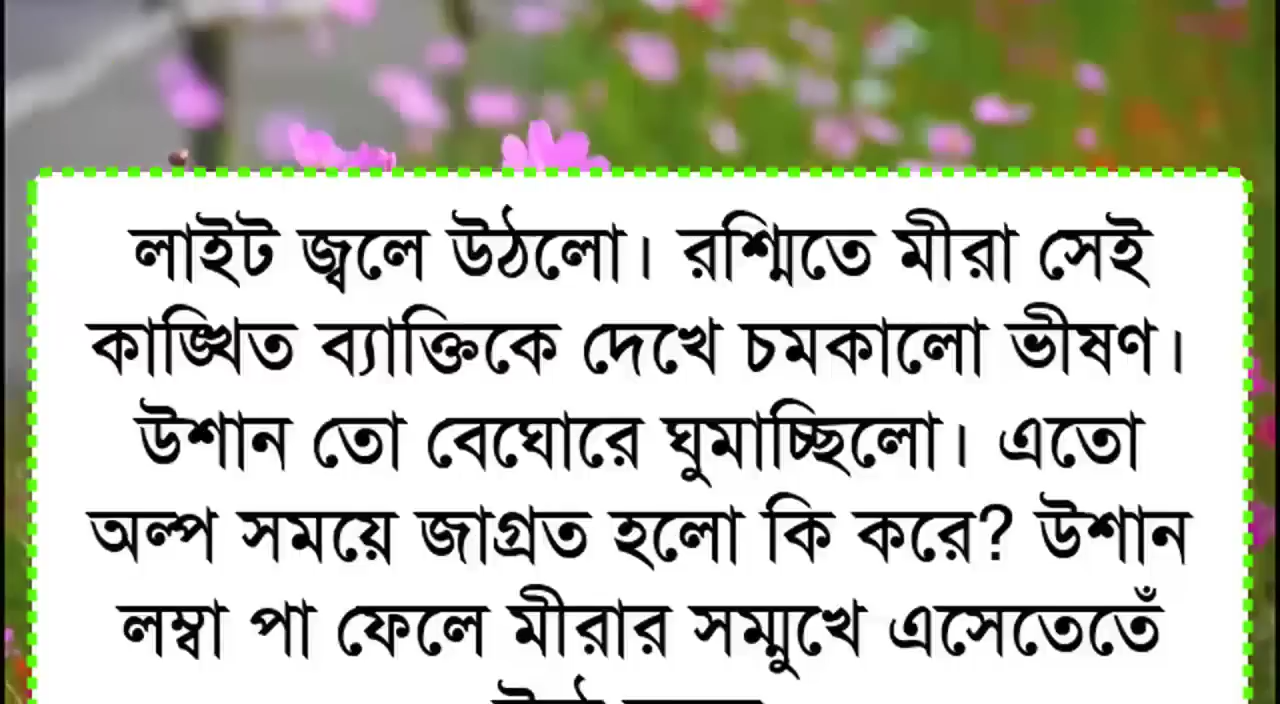 লাইট জ্বলে উঠলো। রশ্মিতে মীরা সেই
কাঙ্খিত ব্যাক্তিকে দেখে চমকালো ভীষণ।
উশান তো বেঘোরে ঘুমাচ্ছিলো। এতো
অল্প সময়ে জাগ্রত হলো কি করে? উশান
লম্বা পা ফেলে মীরার সম্মুখে এসেতেতেঁ